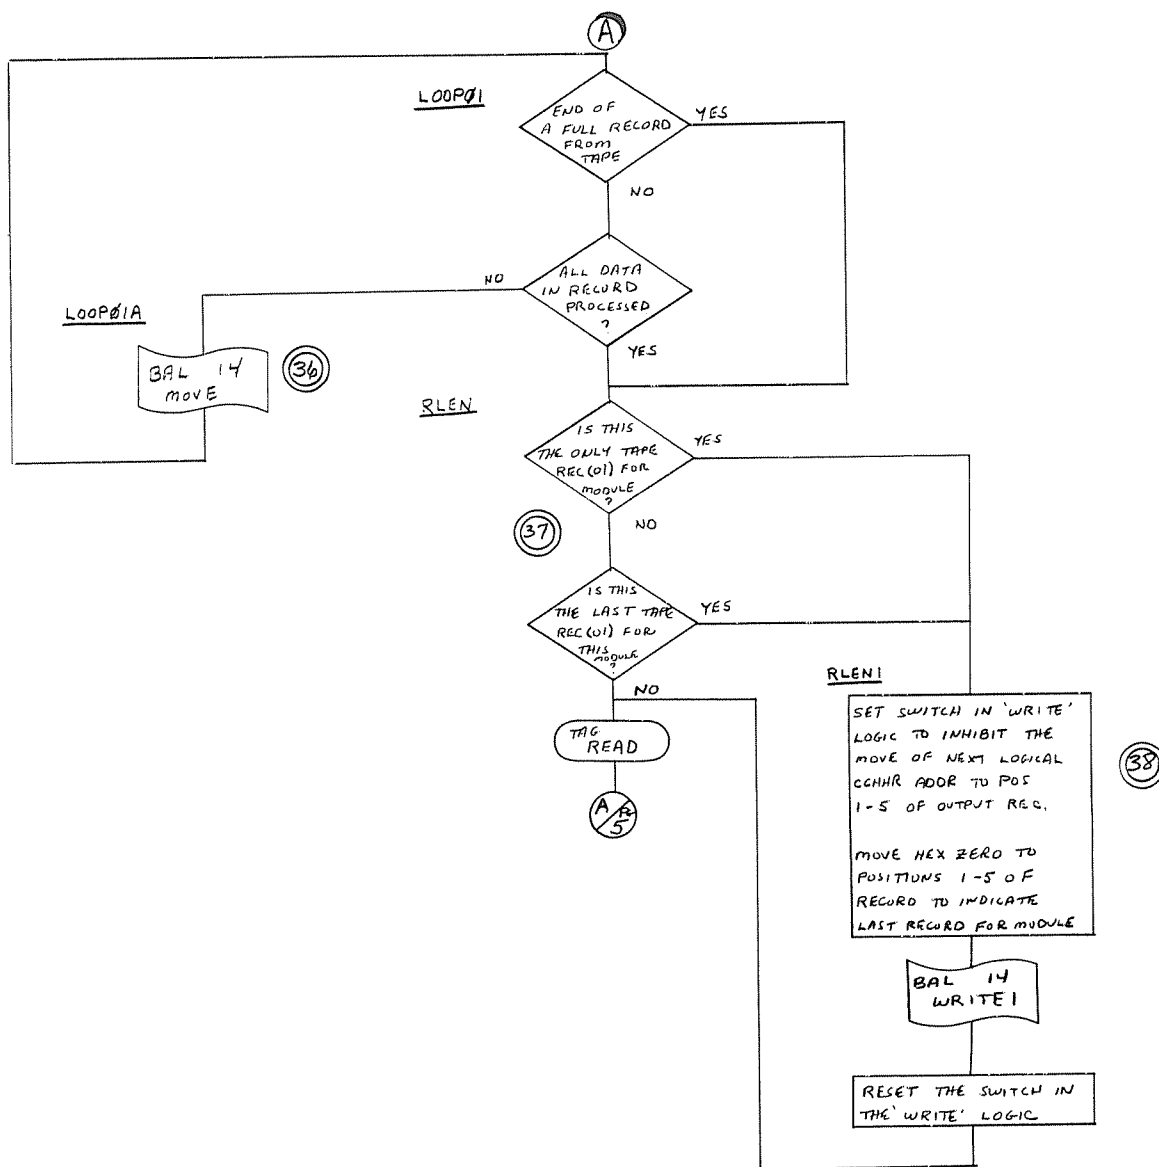 A
LOOPØ1
END OF
A FULL RECORD
FROM
TAPE
YES
NO
ALL DATA
IN RECORD
PROCESSED
?
NO
YES
LOOPØ1A
BAL 14
MOVE
36
RLEN
IS THIS
THE ONLY TAPE
REC(01) FOR
MODULE
?
YES
NO
37
IS THIS
THE LAST TAPE
REC(01) FOR
THIS
MODULE
?
YES
NO
TAG
READ
A
PG
5
RLEN1
SET SWITCH IN 'WRITE'
LOGIC TO INHIBIT THE
MOVE OF NEXT LOGICAL
CCHHR ADDR TO POS
1-5 OF OUTPUT REC.
MOVE HEX ZERO TO
POSITIONS 1-5 OF
RECORD TO INDICATE
LAST RECORD FOR MODULE
38
BAL 14
WRITE1
RESET THE SWITCH IN
THE 'WRITE' LOGIC